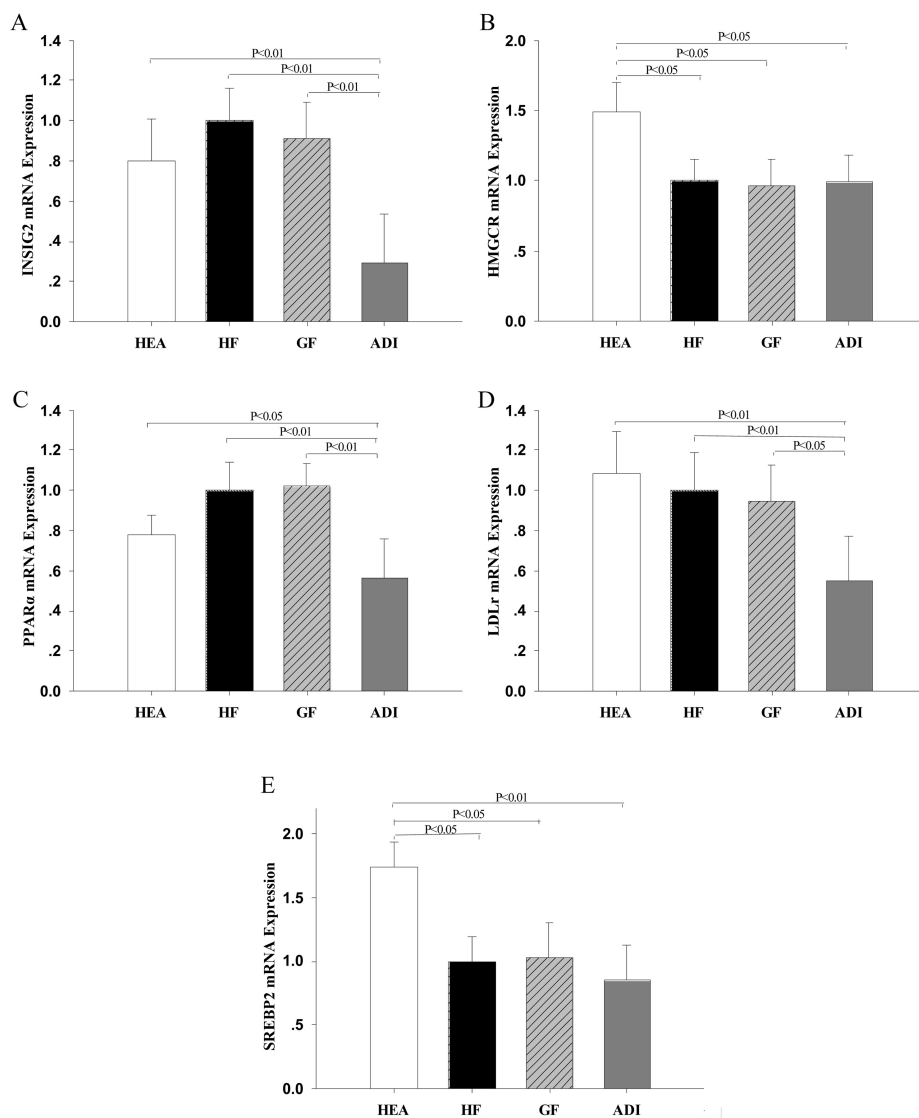 A
INSIG2 mRNA Expression
1.4
1.2
1.0
.8
.6
.4
.2
0.0
P<0.01
P<0.01
P<0.01
HEA HF GF ADI
B
HMGCR mRNA Expression
2.0
1.5
1.0
.5
0.0
P<0.05
P<0.05
P<0.05
HEA HF GF ADI
C
PPARα mRNA Expression
1.4
1.2
1.0
.8
.6
.4
.2
0.0
P<0.05
P<0.01
P<0.01
HEA HF GF ADI
D
LDLr mRNA Expression
1.4
1.2
1.0
.8
.6
.4
.2
0.0
P<0.01
P<0.01
P<0.05
HEA HF GF ADI
E
SREBP2 mRNA Expression
2.0
1.5
1.0
.5
0.0
P<0.01
P<0.05
P<0.05
HEA HF GF ADI